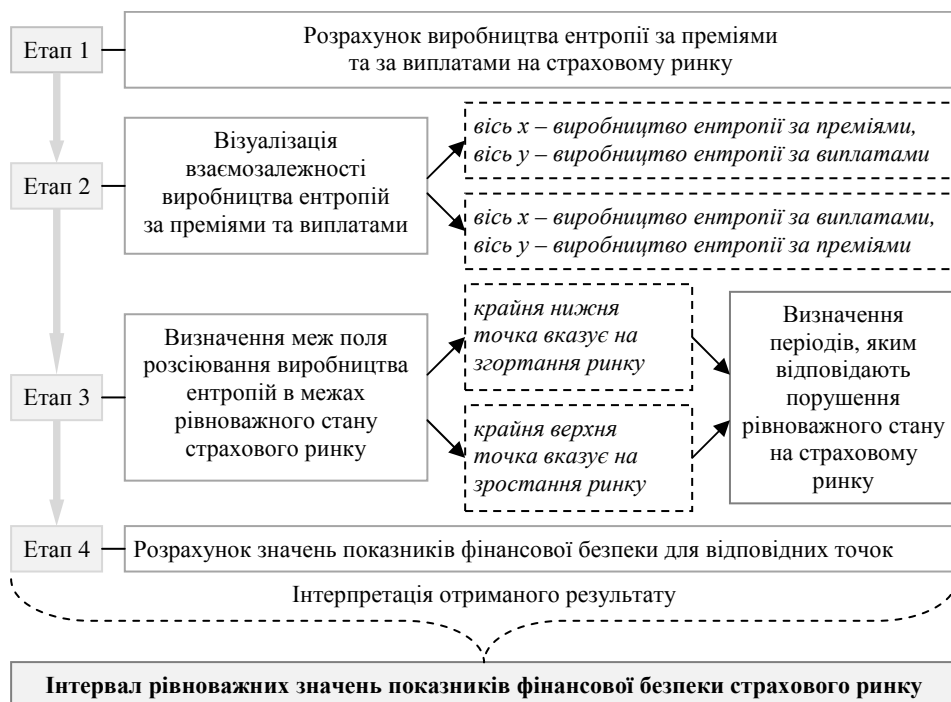 Етап 1
Розрахунок виробництва ентропії за преміями
та за виплатами на страховому ринку
Етап 2
Візуалізація
взаємозалежності
виробництва ентропій
за преміями та виплатами
вісь x – виробництво ентропії за преміями,
вісь y – виробництво ентропії за виплатами
вісь x – виробництво ентропії за виплатами,
вісь y – виробництво ентропії за преміями
Етап 3
Визначення меж поля
розсіювання виробництва
ентропій в межах
рівноважного стану
страхового ринку
крайня нижня
точка вказує на
згортання ринку
крайня верхня
точка вказує на
зростання ринку
Визначення
періодів, яким
відповідають
порушення
рівноважного стану
на страховому
ринку
Етап 4
Розрахунок значень показників фінансової безпеки для відповідних точок
Інтерпретація отриманого результату
Інтервал рівноважних значень показників фінансової безпеки страхового ринку